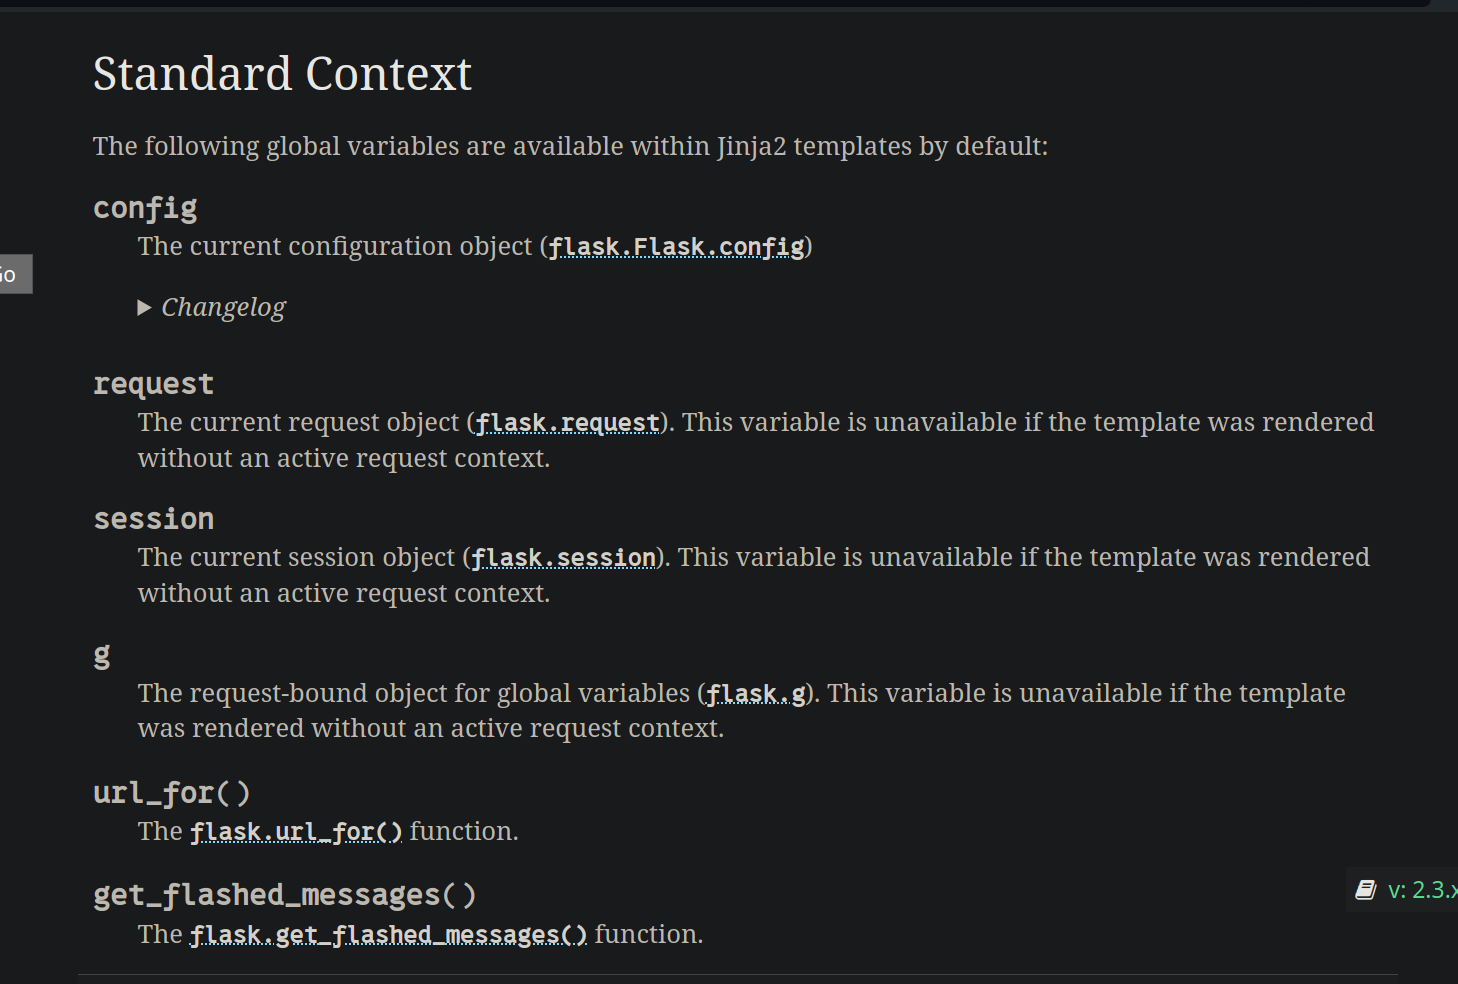 Standard Context
The following global variables are available within Jinja2 templates by default:
config
The current configuration object (flask.Flask.config)
Go
▶ Changelog
request
The current request object (flask.request). This variable is unavailable if the template was rendered
without an active request context.
session
The current session object (flask.session). This variable is unavailable if the template was rendered
without an active request context.
g
The request-bound object for global variables (flask.g). This variable is unavailable if the template
was rendered without an active request context.
url_for()
The flask.url_for() function.
get_flashed_messages()
v: 2.3.x
The flask.get_flashed_messages() function.